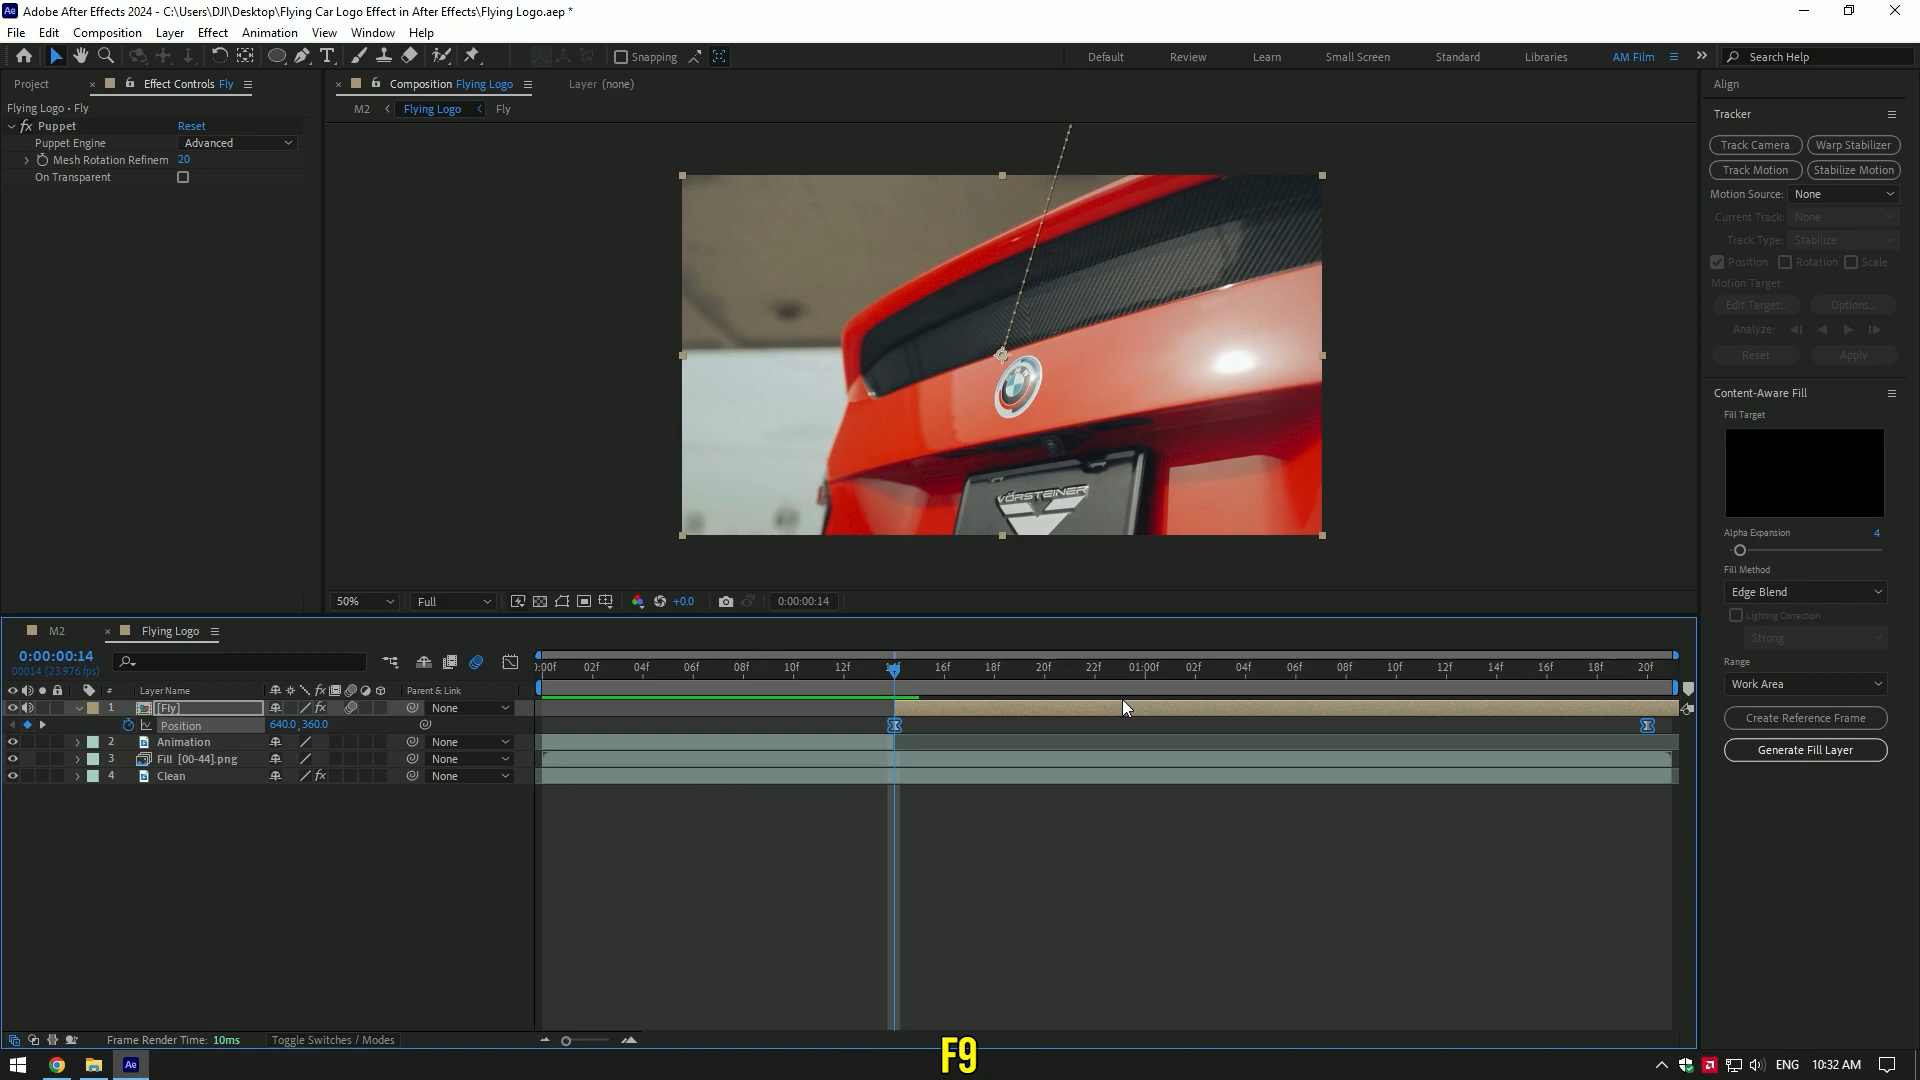 Adobe After Effects 2024 - C:\Users\DJI\Desktop\Flying Car Logo Effect in After Effects\Flying Logo.aep *
File Edit Composition Layer Effect Animation View Window Help
Snapping Default Review Learn Small Screen Standard Libraries AM Film Search Help
Project Effect Controls Fly Composition Flying Logo Layer (none) Align
Flying Logo • Fly M2 Flying Logo Fly
Puppet Reset
Puppet Engine Advanced
Mesh Rotation Refinem 20
On Transparent
VORSTEINER
Tracker
Track Camera Warp Stabilizer
Track Motion Stabilize Motion
Motion Source: None
Current Track: None
Track Type: Stabilize
Position Rotation Scale
Motion Target:
Edit Target... Options...
Analyze:
Reset Apply
Content-Aware Fill
Fill Target
Alpha Expansion 4
Fill Method
Edge Blend
Lighting Correction
Strong
Range
Work Area
Create Reference Frame
Generate Fill Layer
50% Full +0.0 0:00:00:14
M2 Flying Logo
0:00:00:14
00014 (23.976 fps)
:00f 02f 04f 06f 08f 10f 12f 14f 16f 18f 20f 22f 01:00f 02f 04f 06f 08f 10f 12f 14f 16f 18f 20f
# Layer Name Parent & Link
1 [Fly] None
Position 640.0,360.0
2 Animation None
3 Fill [00-44].png None
4 Clean None
Frame Render Time: 10ms Toggle Switches / Modes
F9
Ae ENG 10:32 AM